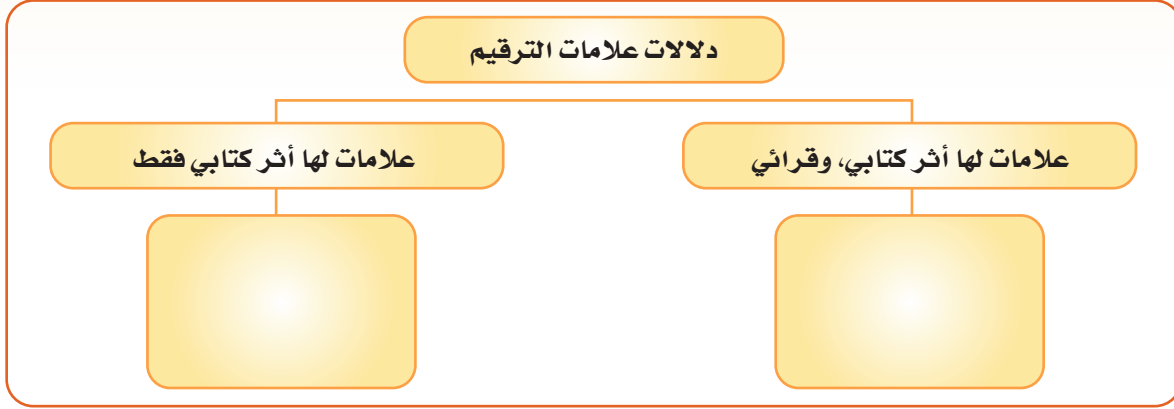 دلالات علامات الترقيم
علامات لها أثر كتابي، وقرائي
علامات لها أثر كتابي فقط